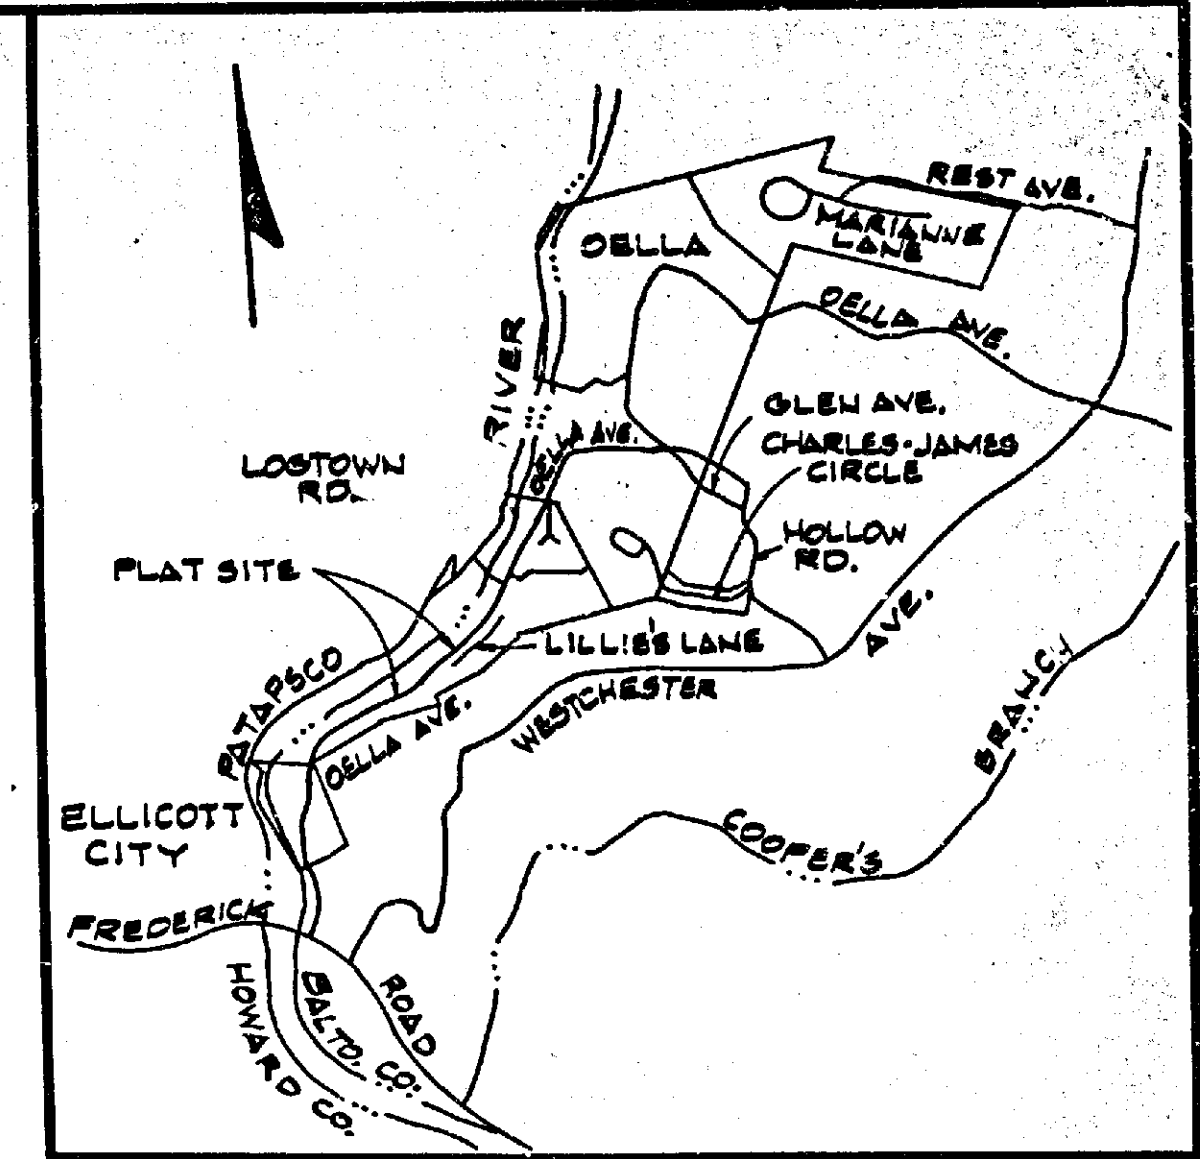 REST AVE.
MARIANNE
LANE
OELLA
OELLA AVE.
RIVER
GLEN AVE.
OELLA AVE.
CHARLES-JAMES
CIRCLE
LOSTOWN
RD.
HOLLOW
RD.
PLAT SITE
AVE.
LILLIE'S LANE
BRANCH
PATAPSCO
WESTCHESTER
OELLA AVE.
ELLICOTT
CITY
COOPER'S
FREDERICK
ROAD
HOWARD CO.
BALTO. CO.